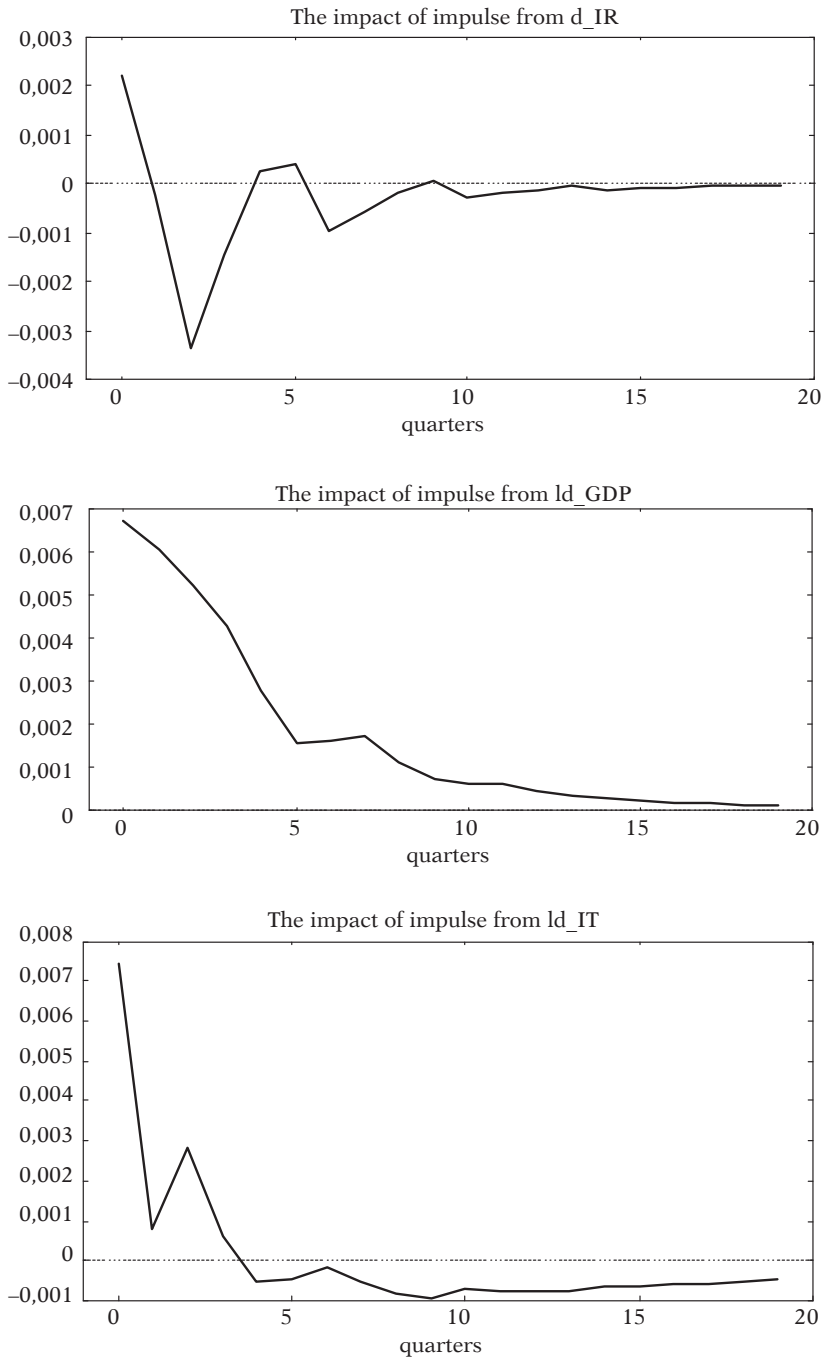 The impact of impulse from d_IR
0,003
0,002
0,001
0
–0,001
–0,002
–0,003
–0,004
0 5 10 15 20
quarters
The impact of impulse from ld_GDP
0,007
0,006
0,005
0,004
0,003
0,002
0,001
0
0 5 10 15 20
quarters
The impact of impulse from ld_IT
0,008
0,007
0,006
0,005
0,004
0,003
0,002
0,001
0
–0,001
0 5 10 15 20
quarters